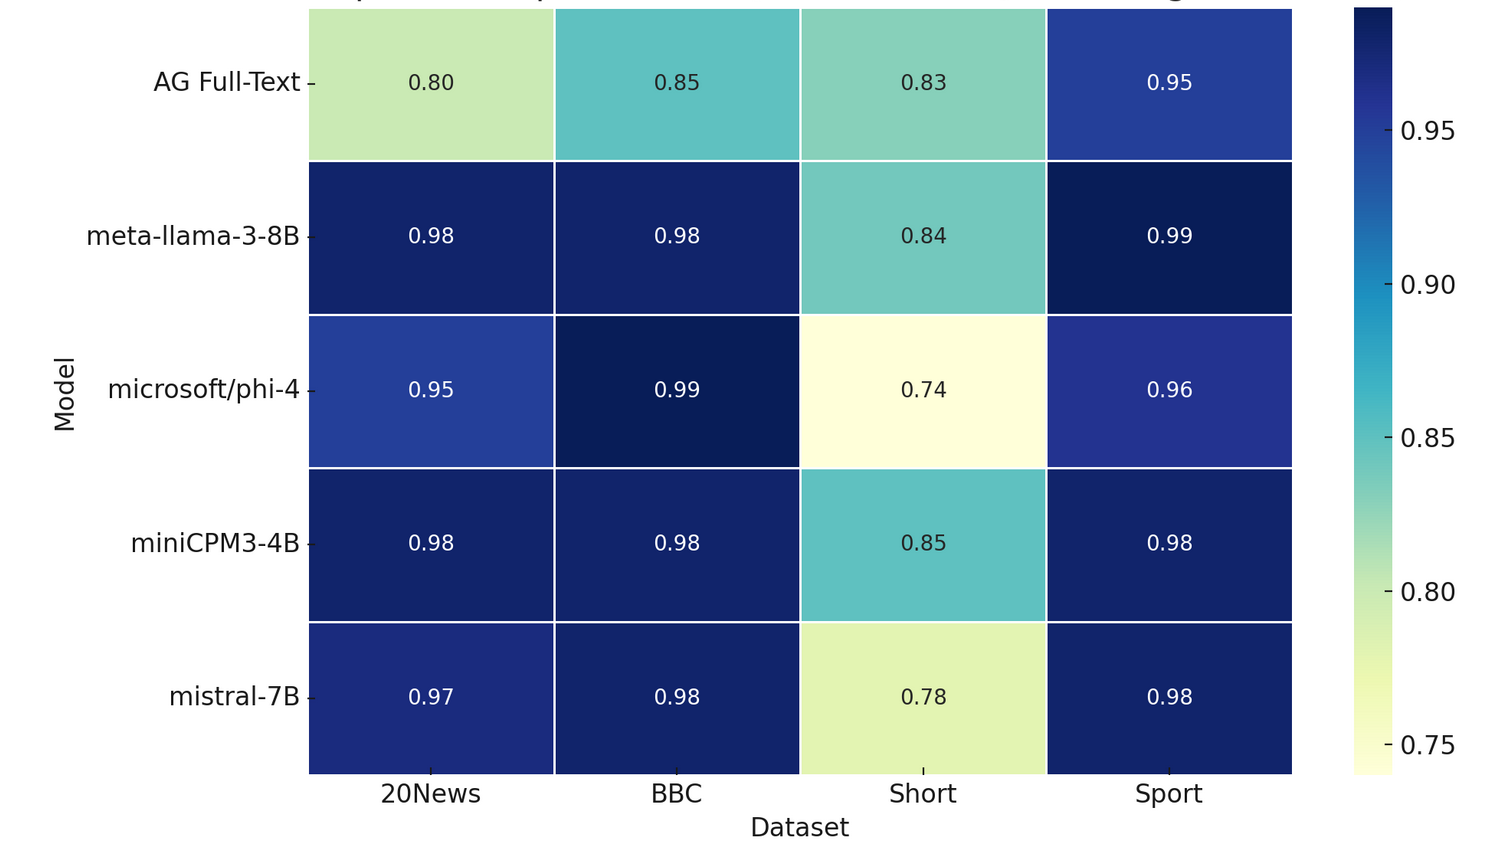 AG Full-Text 0.80 0.85 0.83 0.95
meta-llama-3-8B 0.98 0.98 0.84 0.99
microsoft/phi-4 0.95 0.99 0.74 0.96
miniCPM3-4B 0.98 0.98 0.85 0.98
mistral-7B 0.97 0.98 0.78 0.98
20News BBC Short Sport
Dataset
Model
0.95
0.90
0.85
0.80
0.75